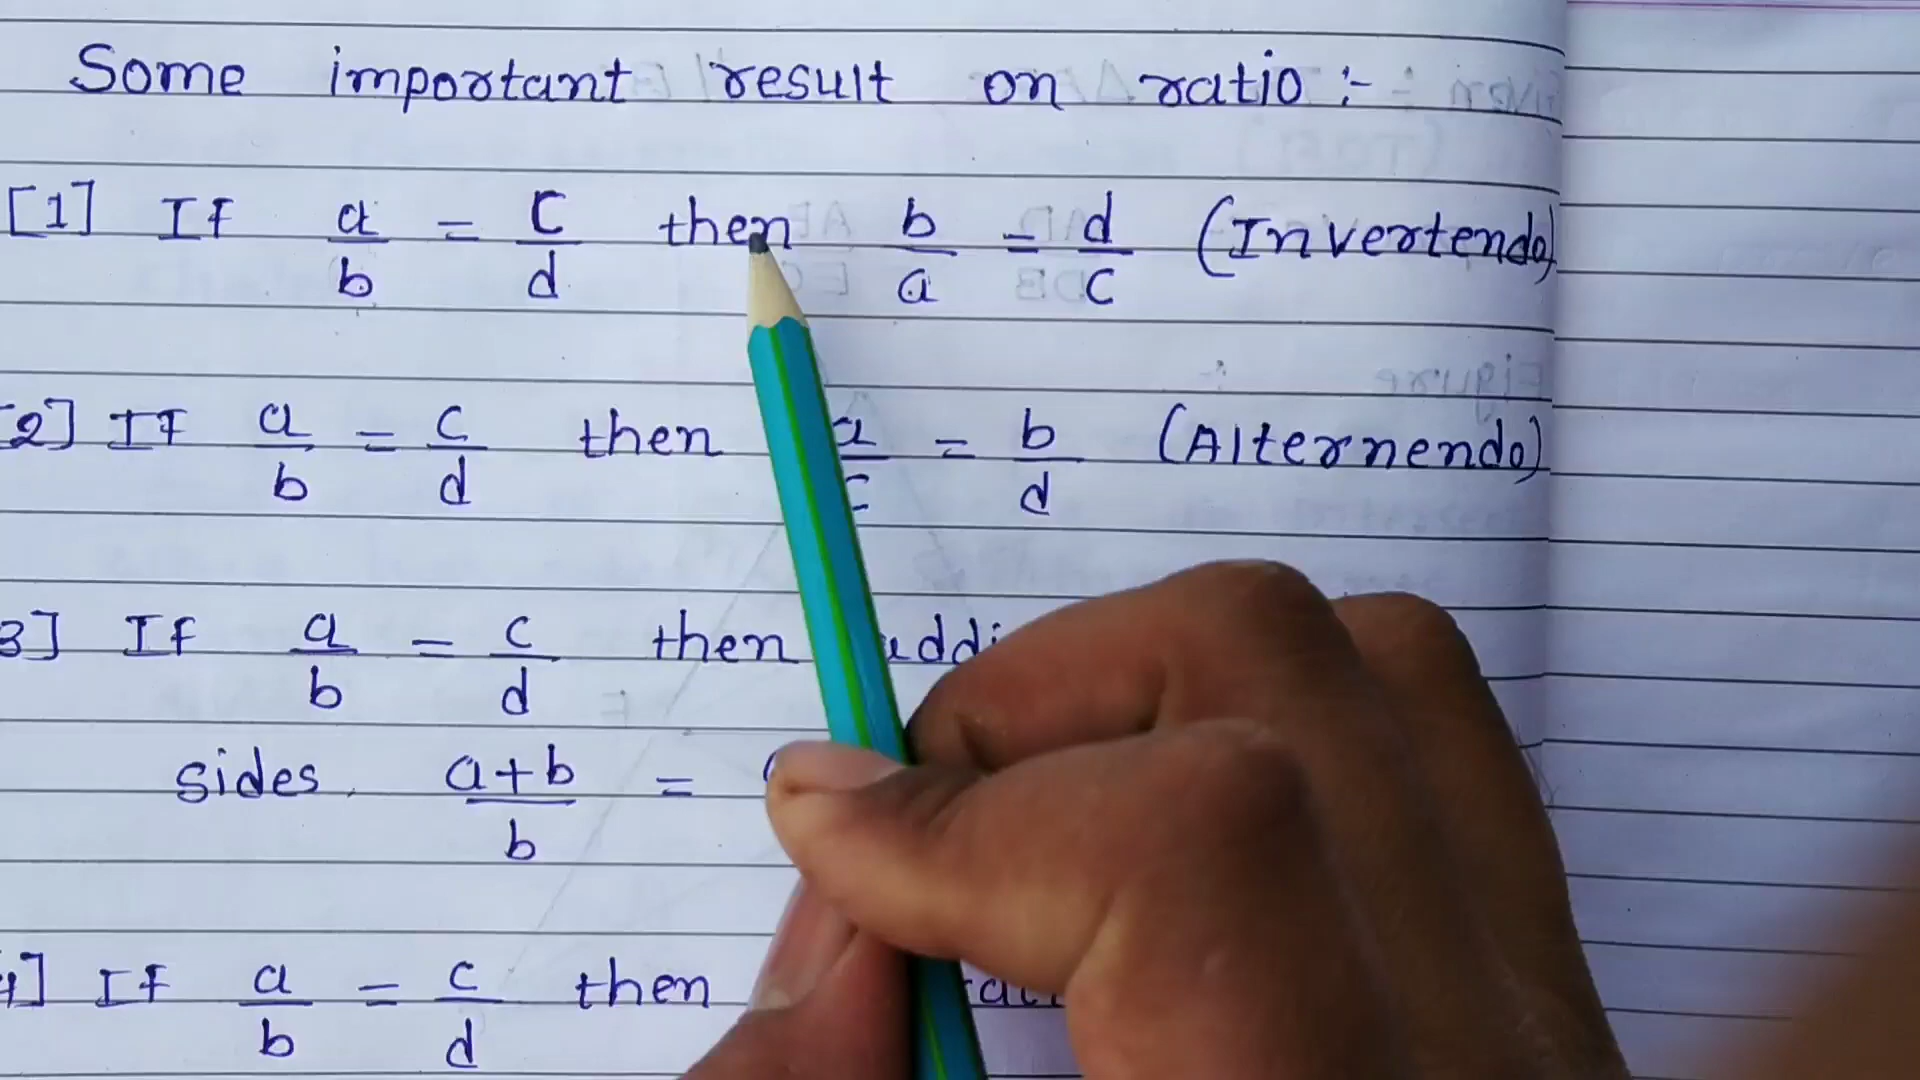 Some important result on ratio :-
[1] If a/b = c/d then b/a = d/c (Invertendo)
[2] If a/b = c/d then a/c = b/d (Alternendo)
3] If a/b = c/d then
sides, a+b/b =
4] If a/b = c/d then